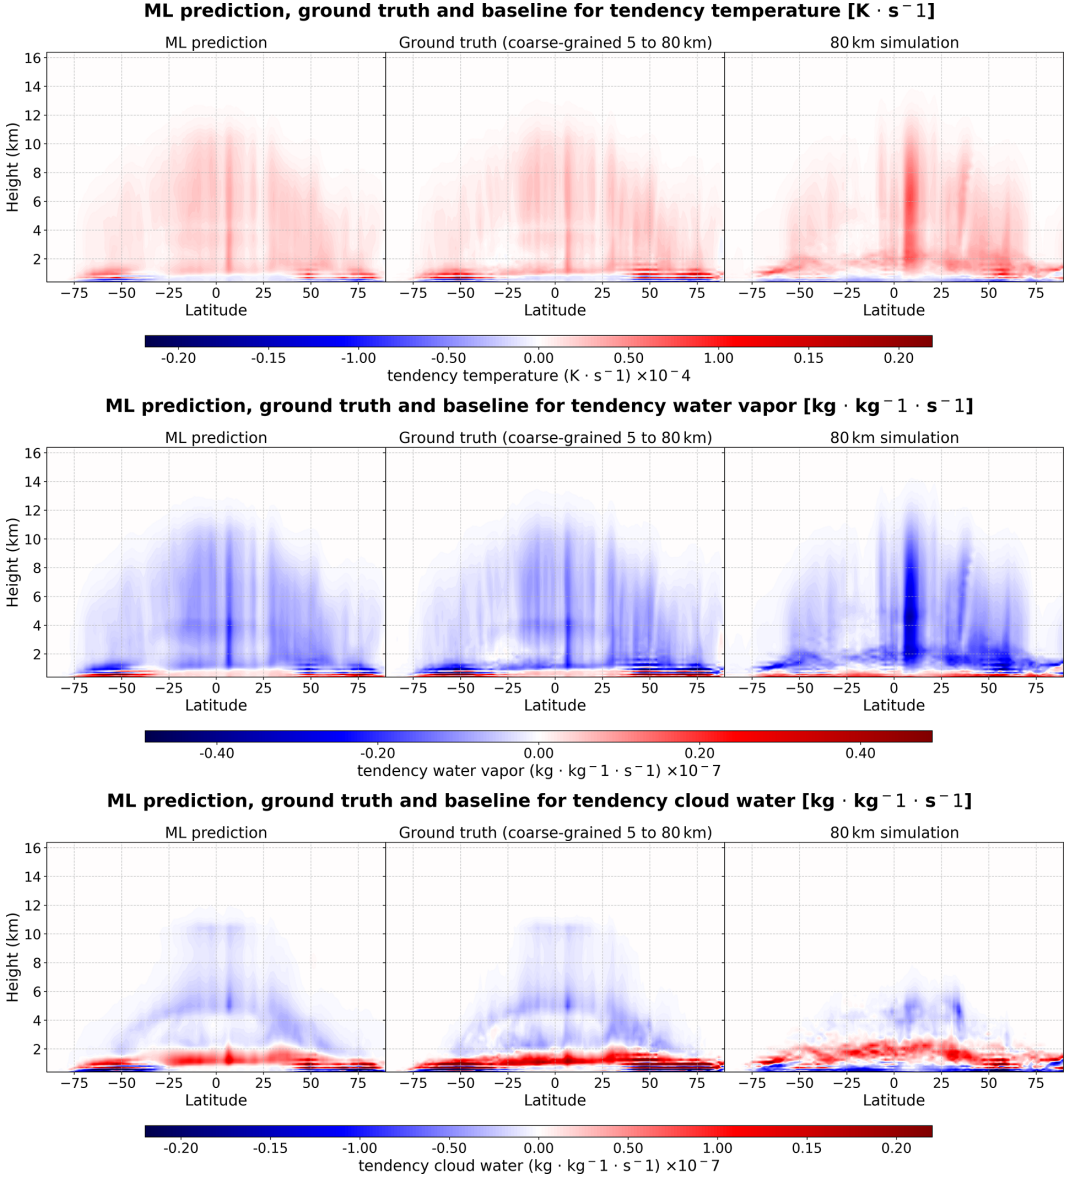 ML prediction, ground truth and baseline for tendency temperature [K · s⁻1]
ML prediction
Ground truth (coarse-grained 5 to 80 km)
80 km simulation
Height (km)
16
14
12
10
8
6
4
2
−75 −50 −25 0 25 50 75
−75 −50 −25 0 25 50 75
−75 −50 −25 0 25 50 75
Latitude
Latitude
Latitude
-0.20 -0.15 -1.00 -0.50 0.00 0.50 1.00 0.15 0.20
tendency temperature (K · s⁻1) ×10⁻4
ML prediction, ground truth and baseline for tendency water vapor [kg · kg⁻1 · s⁻1]
ML prediction
Ground truth (coarse-grained 5 to 80 km)
80 km simulation
Height (km)
16
14
12
10
8
6
4
2
−75 −50 −25 0 25 50 75
−75 −50 −25 0 25 50 75
−75 −50 −25 0 25 50 75
Latitude
Latitude
Latitude
-0.40 -0.20 0.00 0.20 0.40
tendency water vapor (kg · kg⁻1 · s⁻1) ×10⁻7
ML prediction, ground truth and baseline for tendency cloud water [kg · kg⁻1 · s⁻1]
ML prediction
Ground truth (coarse-grained 5 to 80 km)
80 km simulation
Height (km)
16
14
12
10
8
6
4
2
−75 −50 −25 0 25 50 75
−75 −50 −25 0 25 50 75
−75 −50 −25 0 25 50 75
Latitude
Latitude
Latitude
-0.20 -0.15 -1.00 -0.50 0.00 0.50 1.00 0.15 0.20
tendency cloud water (kg · kg⁻1 · s⁻1) ×10⁻7